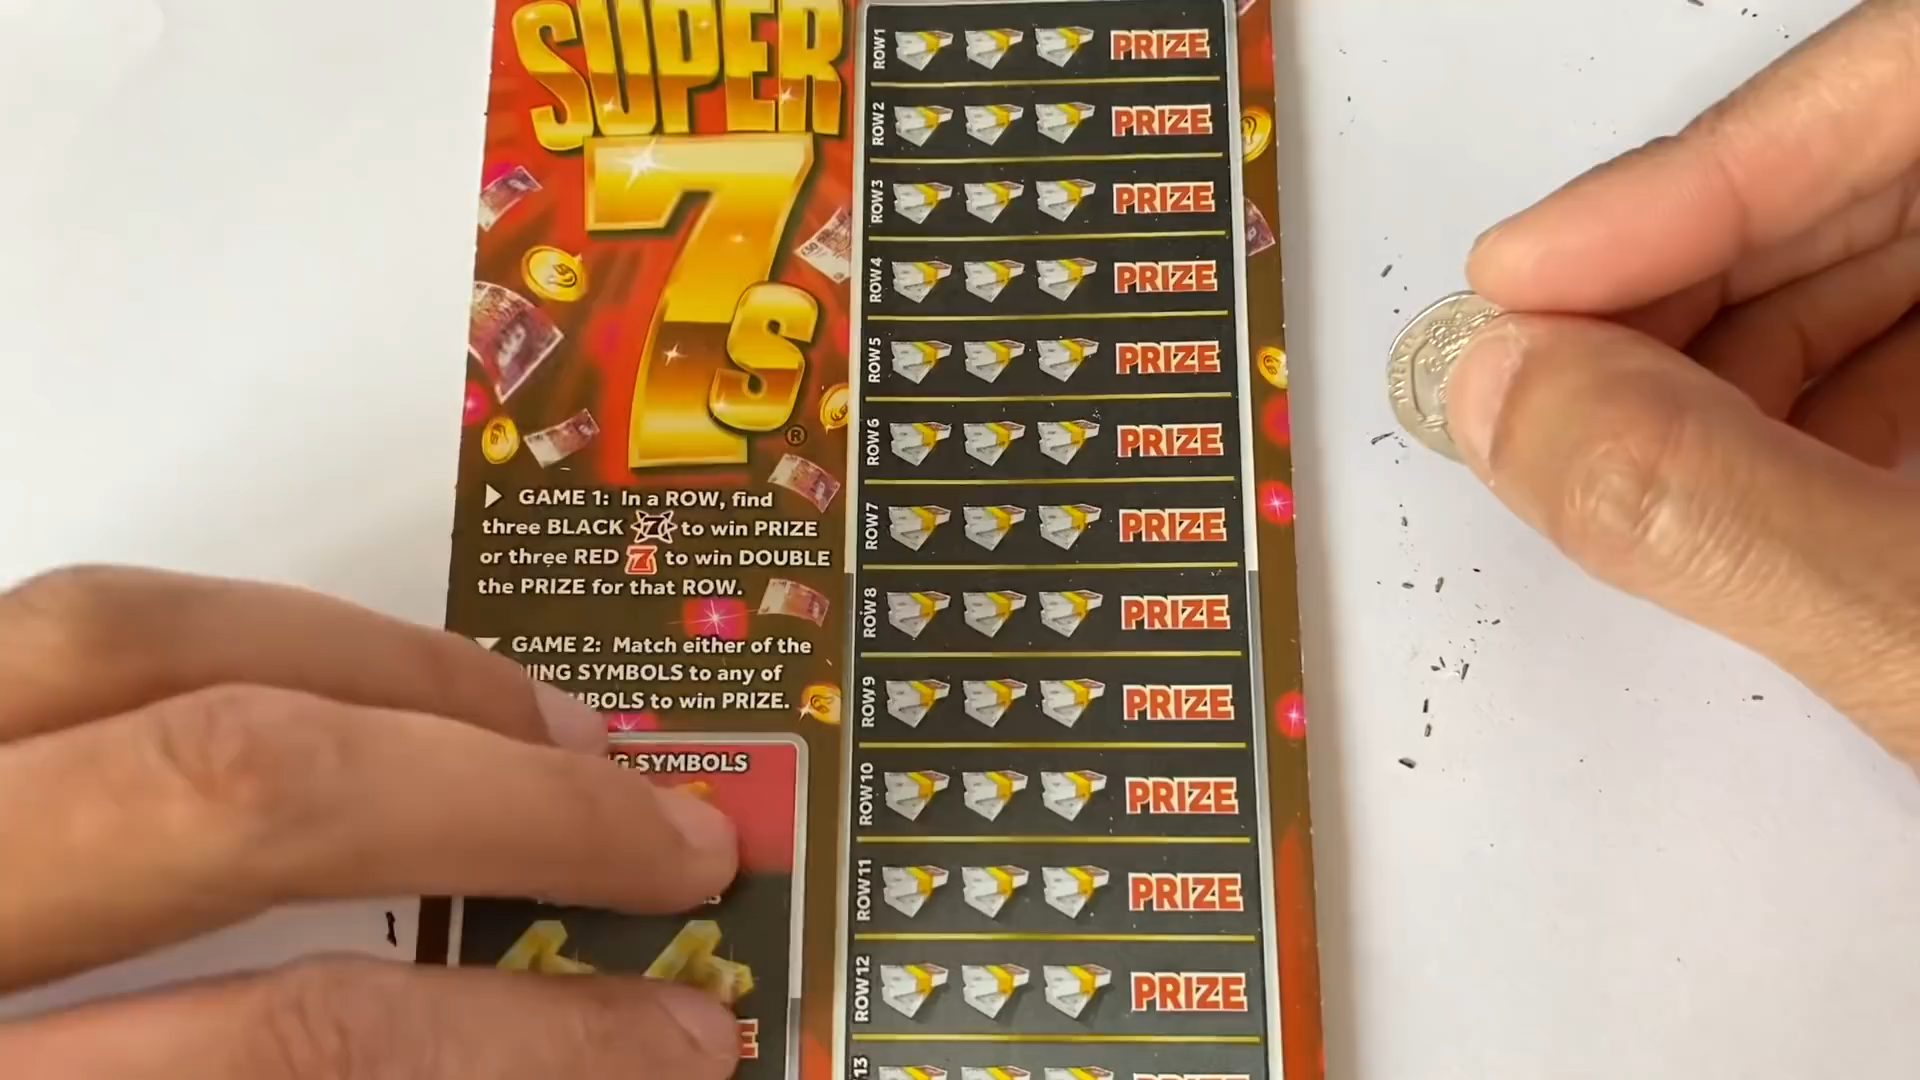 SUPER
7s®
GAME 1: In a ROW, find
three BLACK 7 to win PRIZE
or three RED 7 to win DOUBLE
the PRIZE for that ROW.
GAME 2: Match either of the
SYMBOLS to any of
to win PRIZE.
SYMBOLS
ROW1 PRIZE
ROW2 PRIZE
ROW3 PRIZE
ROW4 PRIZE
ROW5 PRIZE
ROW6 PRIZE
ROW7 PRIZE
ROW8 PRIZE
ROW9 PRIZE
ROW10 PRIZE
ROW11 PRIZE
ROW12 PRIZE
13 PRIZE